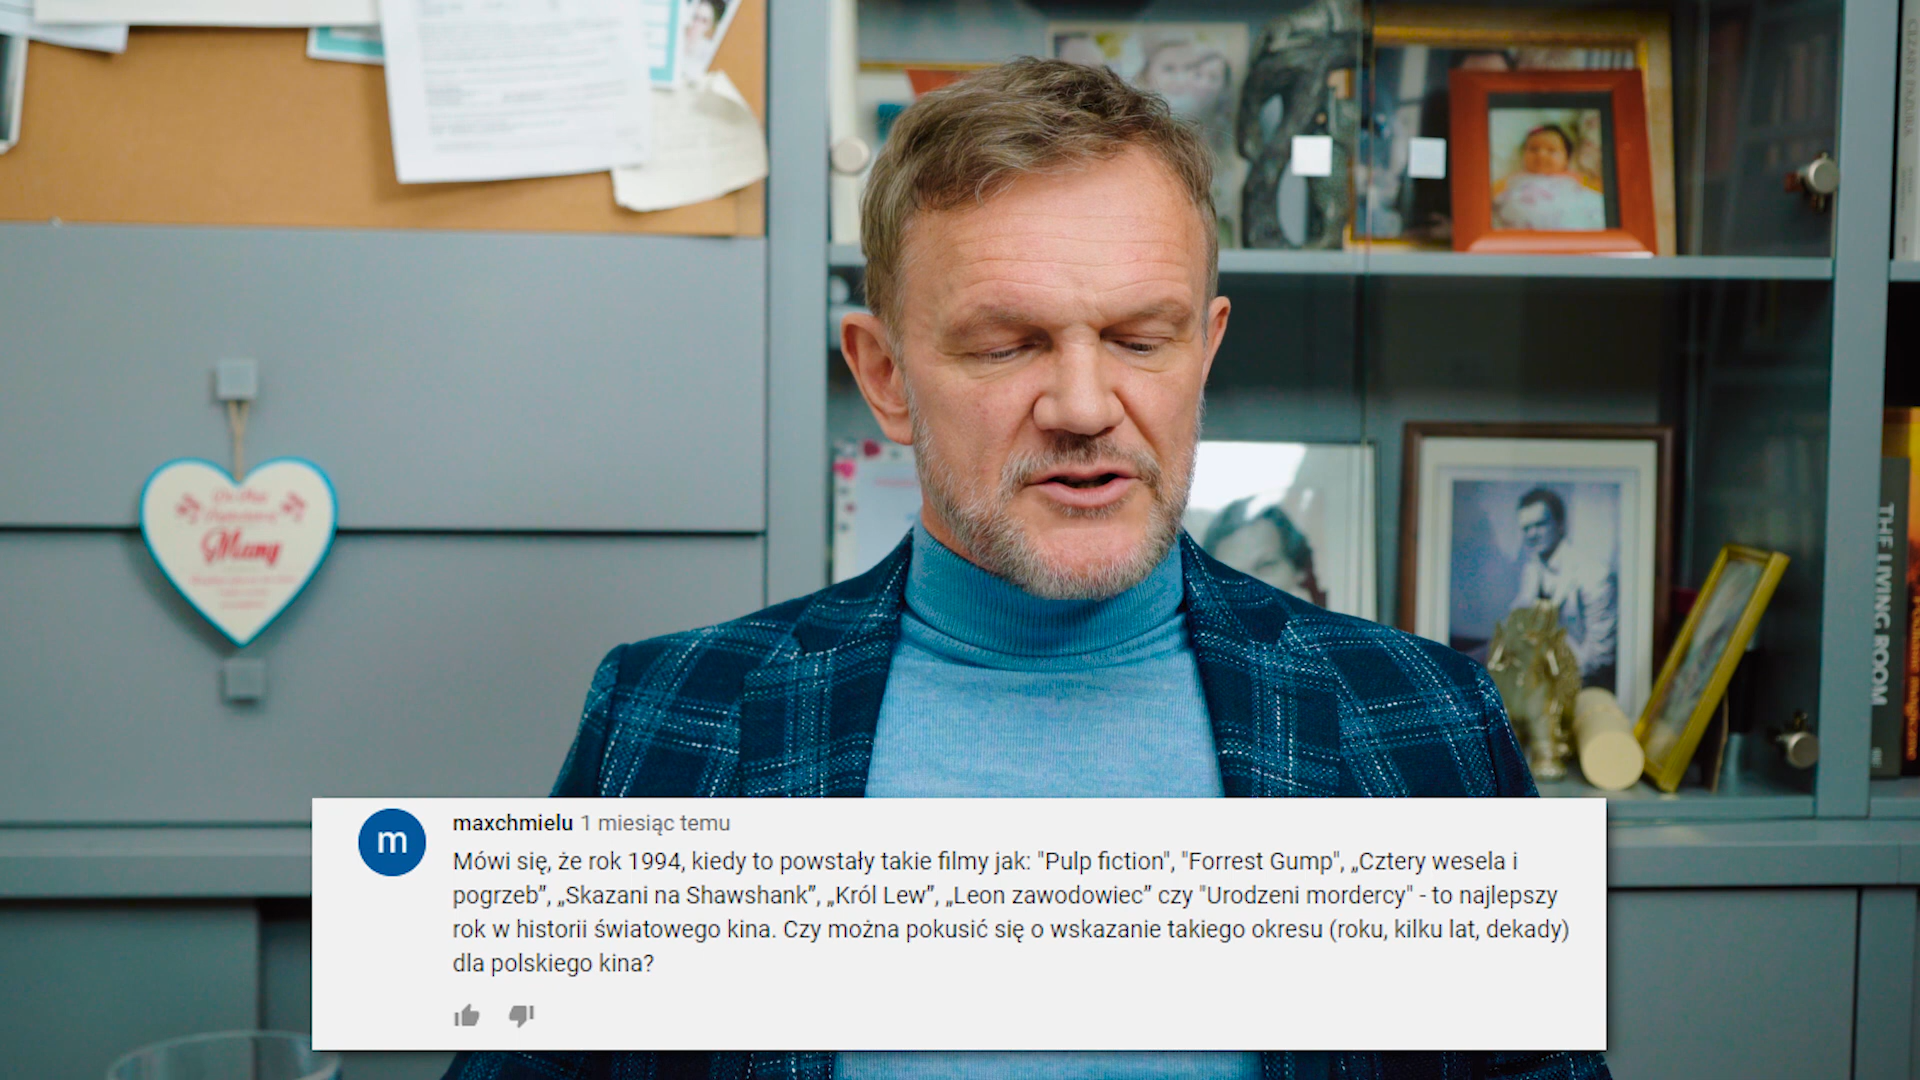 Mamy
THE LIVING ROOM
maxchmielu 1 miesiąc temu
Mówi się, że rok 1994, kiedy to powstały takie filmy jak: "Pulp fiction", "Forrest Gump", „Cztery wesela i
pogrzeb”, „Skazani na Shawshank”, „Król Lew”, „Leon zawodowiec” czy "Urodzeni mordercy" - to najlepszy
rok w historii światowego kina. Czy można pokusić się o wskazanie takiego okresu (roku, kilku lat, dekady)
dla polskiego kina?